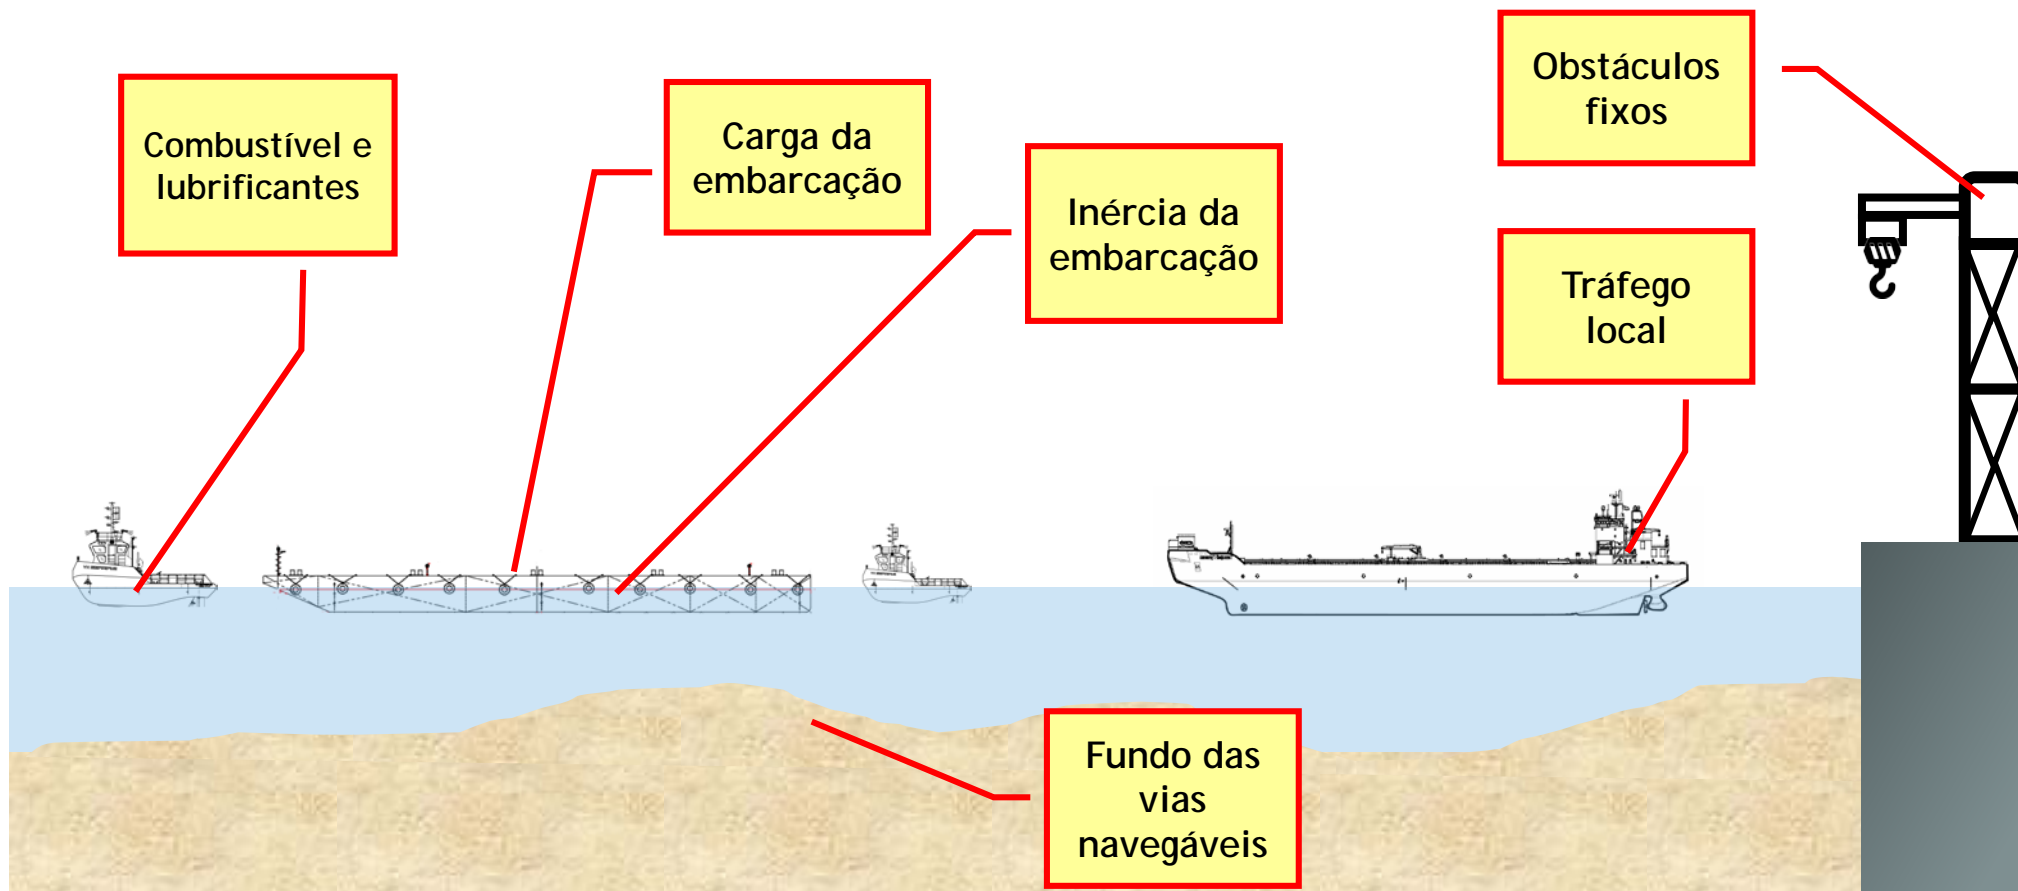 Combustível e
lubrificantes
Carga da
embarcação
Inércia da
embarcação
Obstáculos
fixos
Tráfego
local
Fundo das
vias
navegáveis